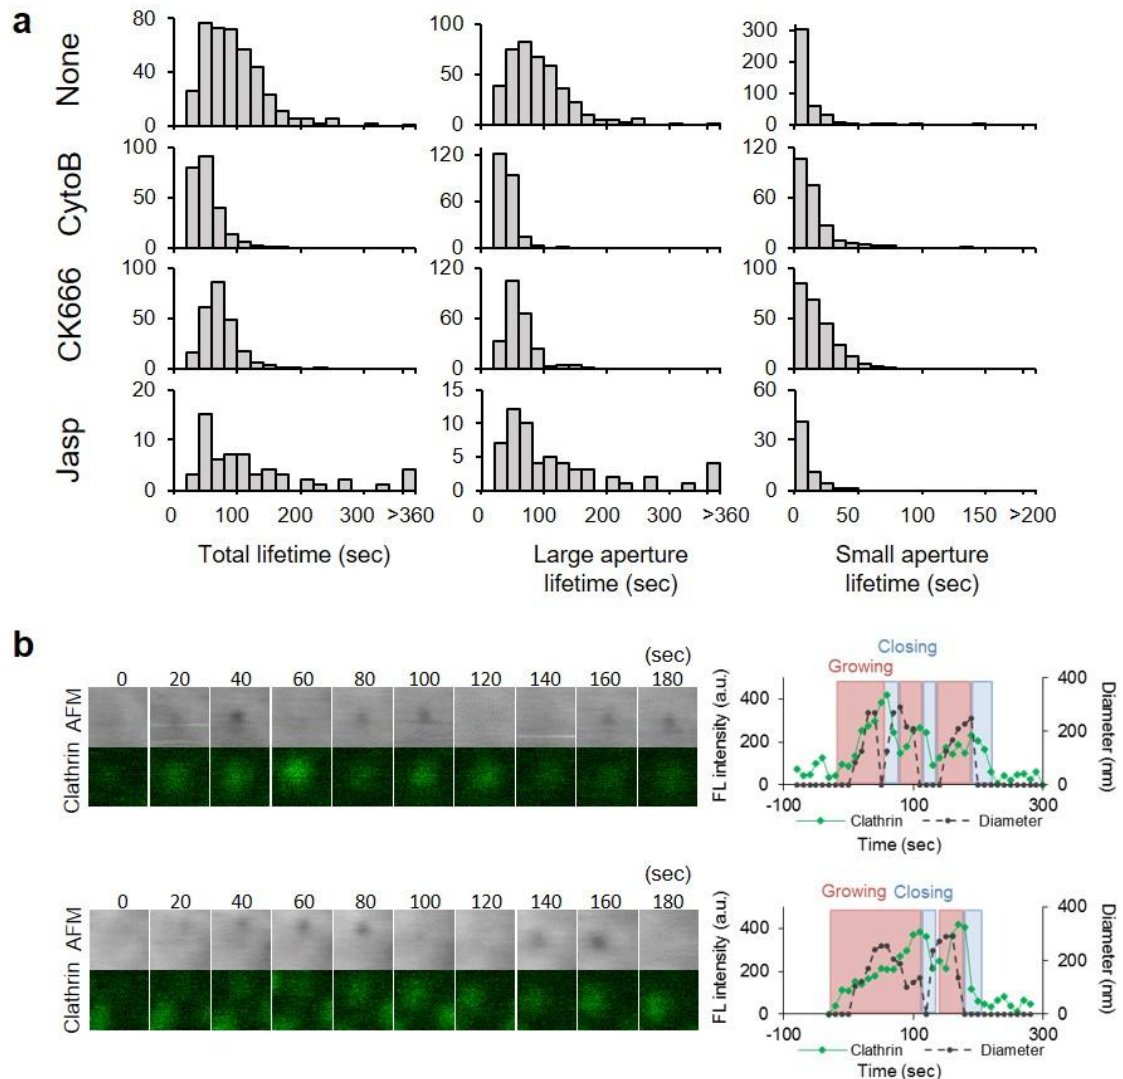 a
None
80
40
0
100
50
0
300
200
100
0
CytoB
100
50
0
120
60
0
120
60
0
CK666
100
50
0
120
60
0
100
50
0
Jasp
20
10
0
15
10
5
0
60
30
0
0 100 200 300 >360
0 100 200 300 >360
0 50 100 150 >200
Total lifetime (sec)
Large aperture
lifetime (sec)
Small aperture
lifetime (sec)
b
(sec)
0 20 40 60 80 100 120 140 160 180
AFM
Clathrin
Closing
Growing
FL intensity (a.u.)
400
200
0
400
200
0
Diameter (nm)
-100 100 300
Clathrin Diameter
Time (sec)
(sec)
0 20 40 60 80 100 120 140 160 180
AFM
Clathrin
Growing Closing
FL intensity (a.u.)
400
200
0
400
200
0
Diameter (nm)
-100 100 300
Clathrin Diameter
Time (sec)